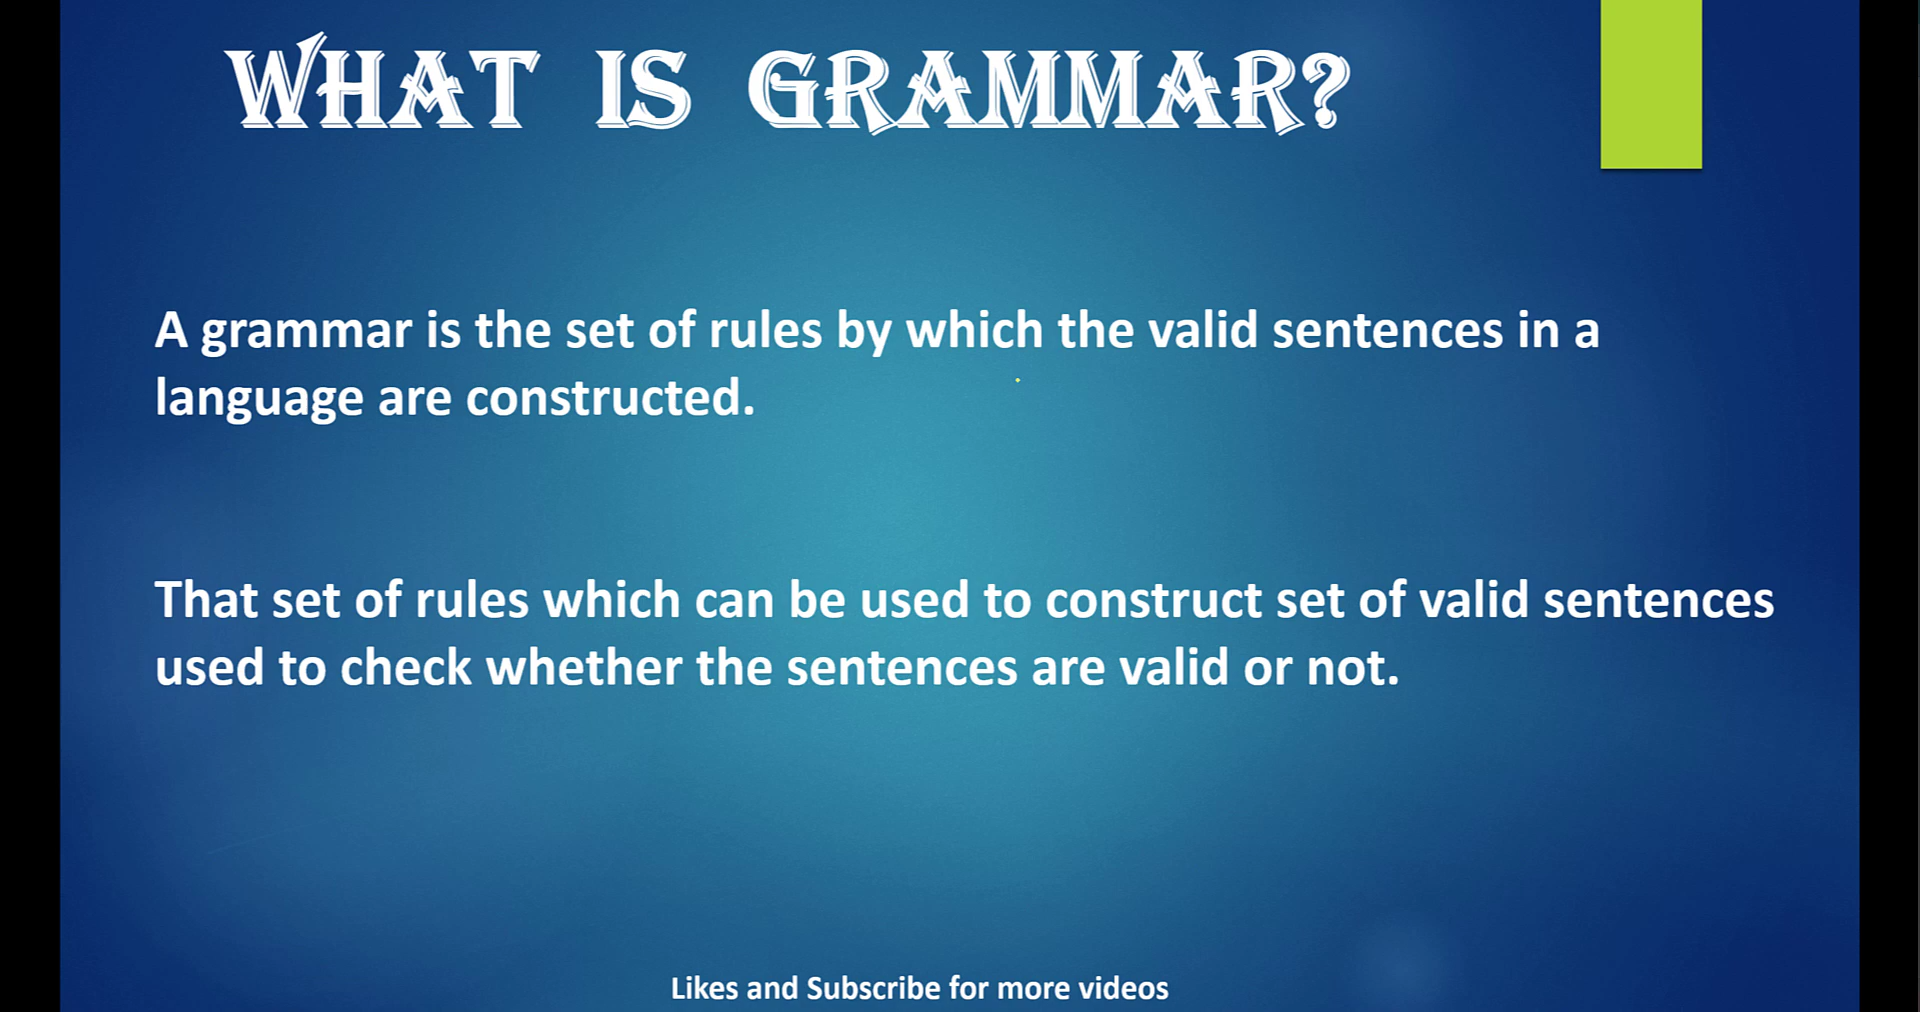 WHAT IS GRAMMAR?
A grammar is the set of rules by which the valid sentences in a
language are constructed.
That set of rules which can be used to construct set of valid sentences
used to check whether the sentences are valid or not.
Likes and Subscribe for more videos